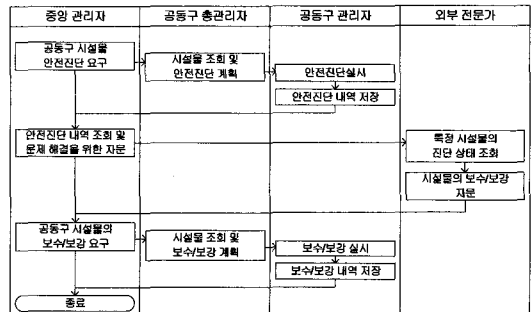 중앙 관리자
공동구 총관리자
공동구 관리자
외부 전문가
공동구 시설물
안전진단 요구
시설물 조회 및
안전진단 계획
안전진단실시
안전진단 내역 저장
안전진단 내역 조회 및
문제 해결을 위한 자문
특정 시설물의
진단 상태 조회
시설물의 보수/보강
자문
공동구 시설물의
보수/보강 요구
시설물 조회 및
보수/보강 계획
보수/보강 실시
보수/보강 내역 저장
종료